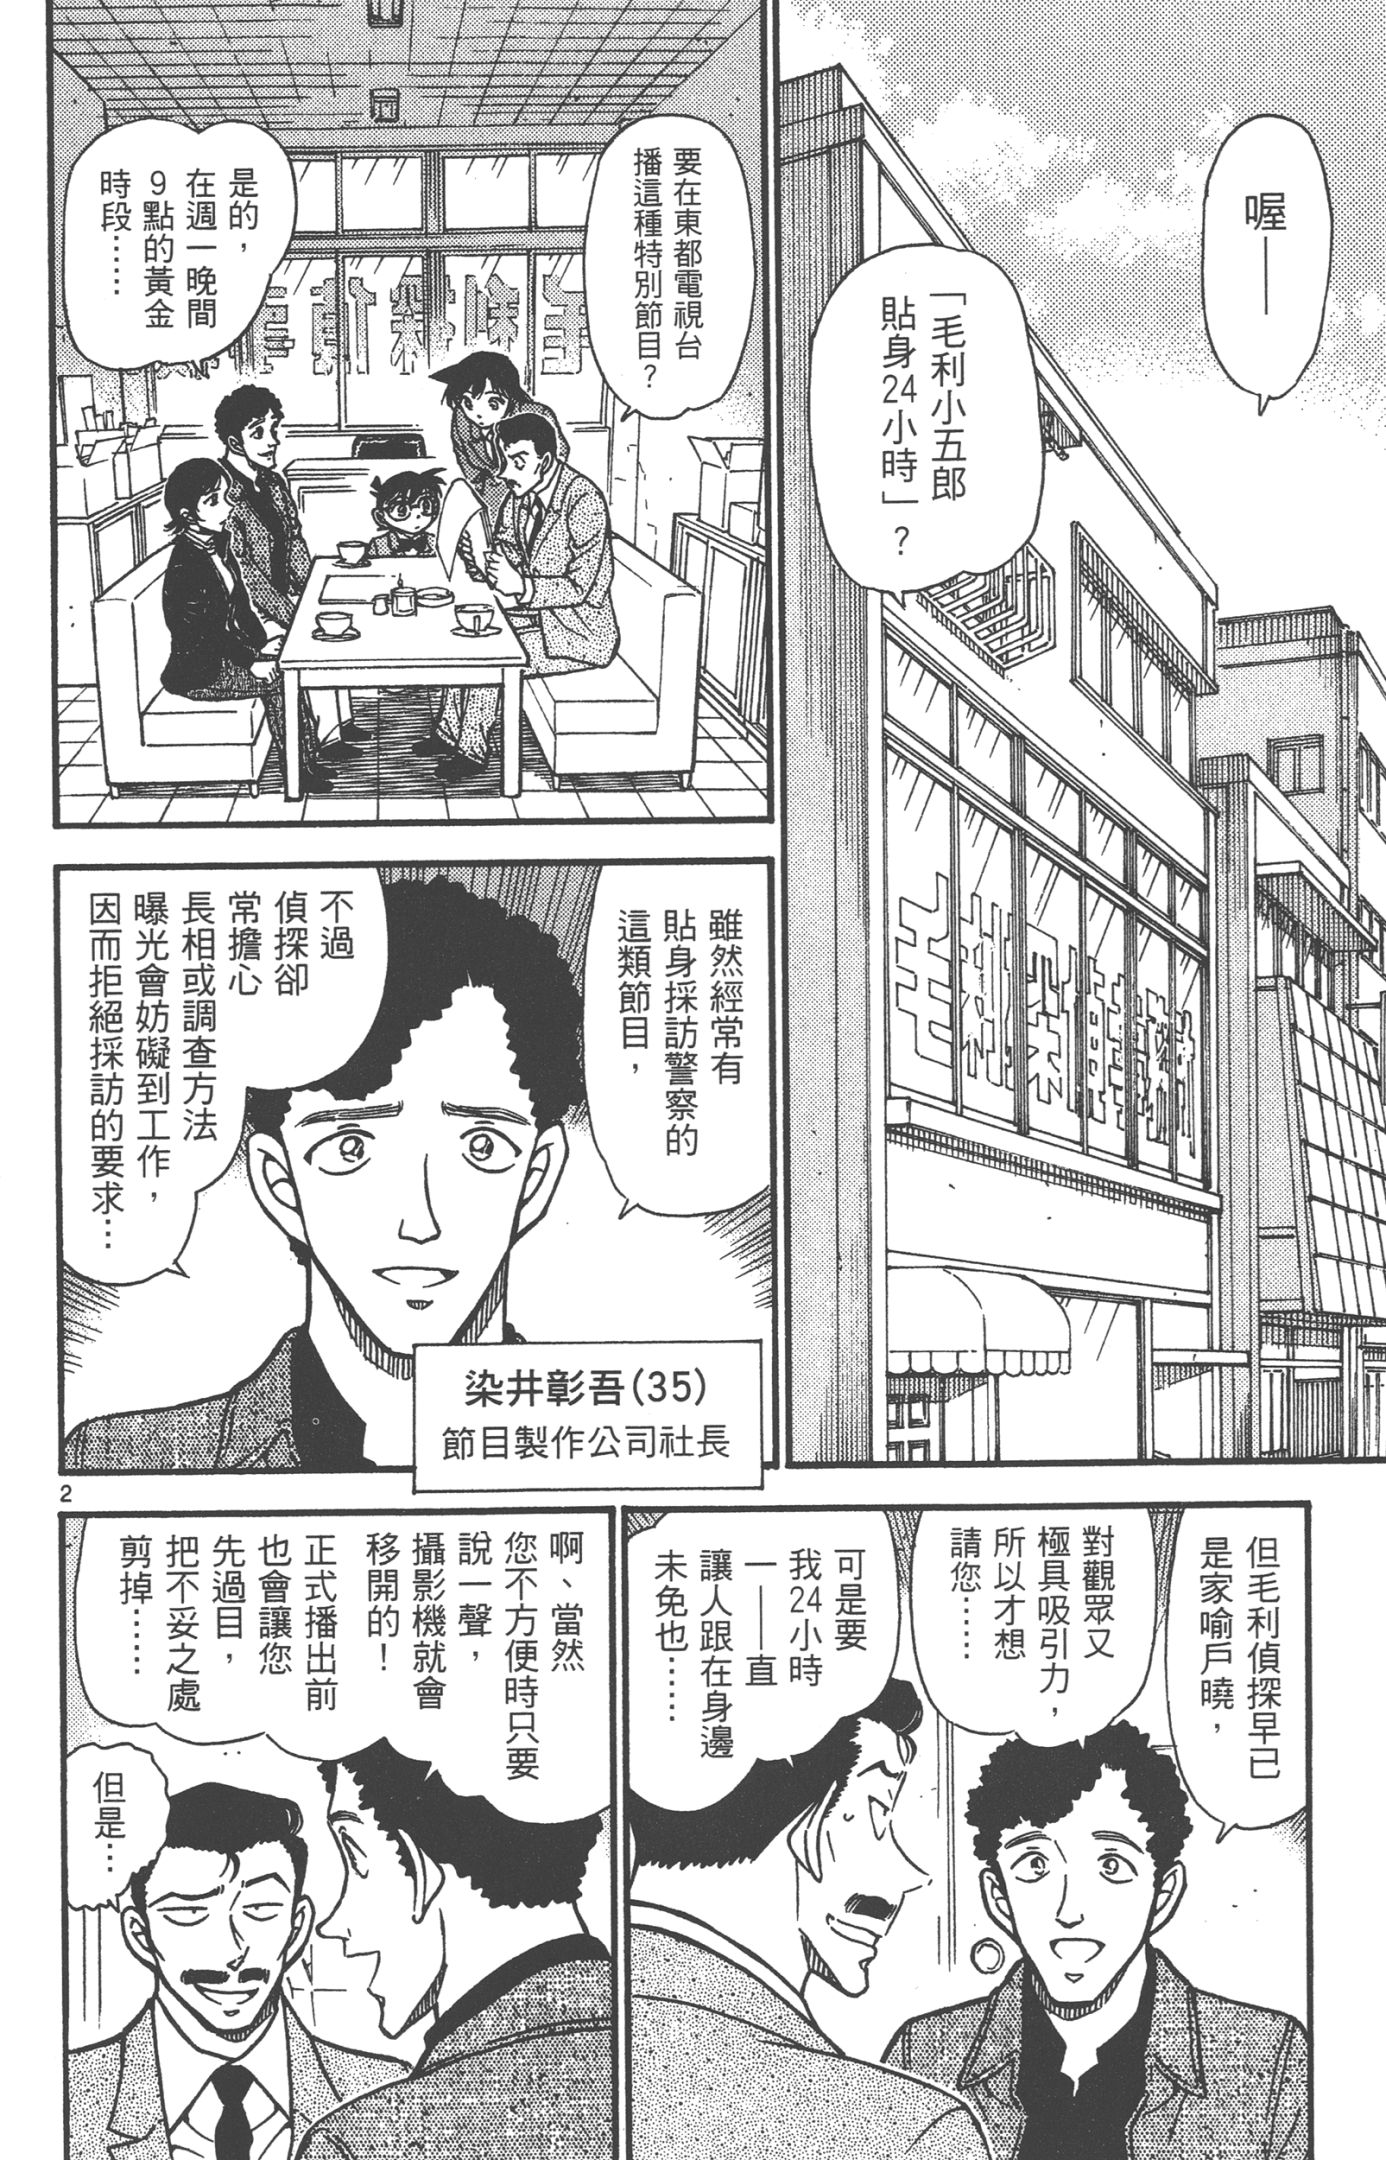 喔──
「毛利小五郎
貼身24小時」？
毛利偵探事務所
要在東都電視台
播這種特別節目？
是的，
在週一晚間
9點的黃金
時段……
雖然經常有
貼身採訪警察的
這類節目，
不過
偵探卻
常擔心
長相或調查方法
曝光會妨礙到工作，
因而拒絕採訪的要求…
染井彰吾(35)
節目製作公司社長
2
但毛利偵探早已
是家喻戶曉，
對觀眾又
極具吸引力，
所以才想
請您……
可是要
我24小時
一──直
讓人跟在身邊
未免也……
啊、當然
您不方便時只要
說一聲，
攝影機就會
移開的！
正式播出前
也會讓您
先過目，
把不妥之處
剪掉……
但是…